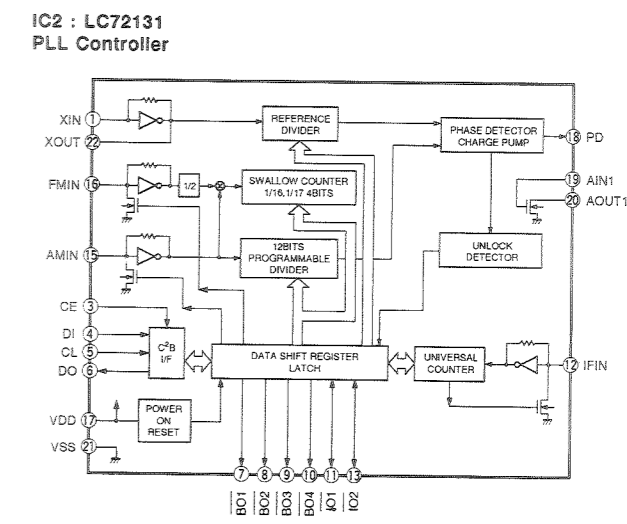 IC2 : LC72131
PLL Controller
XIN 1
XOUT 22
REFERENCE
DIVIDER
PHASE DETECTOR
CHARGE PUMP
18 PD
FMIN 16
1/2
SWALLOW COUNTER
1/16,1/17 4BITS
19 AIN1
20 AOUT1
AMIN 15
12BITS
PROGRAMMABLE
DIVIDER
UNLOCK
DETECTOR
CE 3
DI 4
CL 5
DO 6
C²B
I/F
DATA SHIFT REGISTER
LATCH
UNIVERSAL
COUNTER
12 IFIN
VDD 17
POWER
ON
RESET
VSS 21
7 8 9 10 11 13
BO1 BO2 BO3 BO4 IO1 IO2